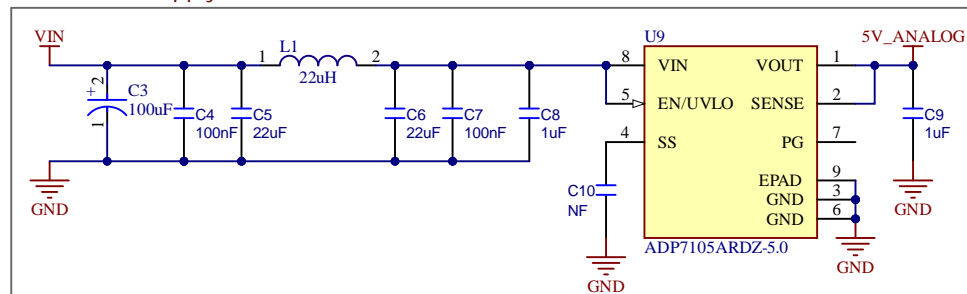 VIN
2
+
C3
100uF
1
C4
100nF
C5
22uF
1
L1
2
22uH
C6
22uF
C7
100nF
C8
1uF
GND
U9
8
VIN
5
EN/UVLO
4
SS
VOUT
1
SENSE
2
PG
7
EPAD
9
GND
3
GND
6
ADP7105ARDZ-5.0
C10
NF
GND
GND
5V_ANALOG
C9
1uF
GND